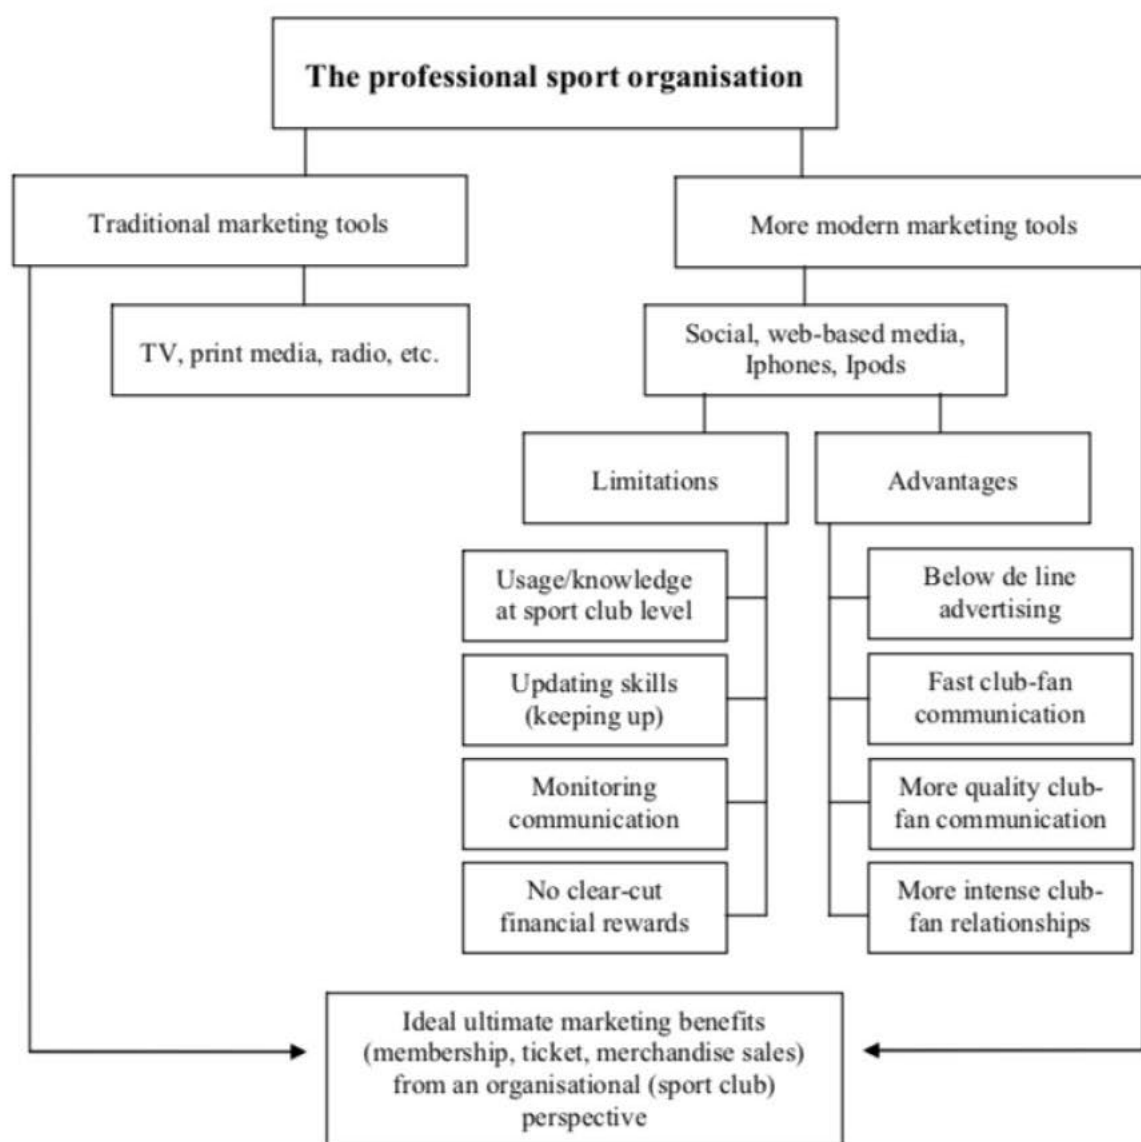 The professional sport organisation
Traditional marketing tools
More modern marketing tools
TV, print media, radio, etc.
Social, web-based media,
Iphones, Ipods
Limitations
Advantages
Usage/knowledge
at sport club level
Below de line
advertising
Updating skills
(keeping up)
Fast club-fan
communication
Monitoring
communication
More quality club-
fan communication
No clear-cut
financial rewards
More intense club-
fan relationships
Ideal ultimate marketing benefits
(membership, ticket, merchandise sales)
from an organisational (sport club)
perspective